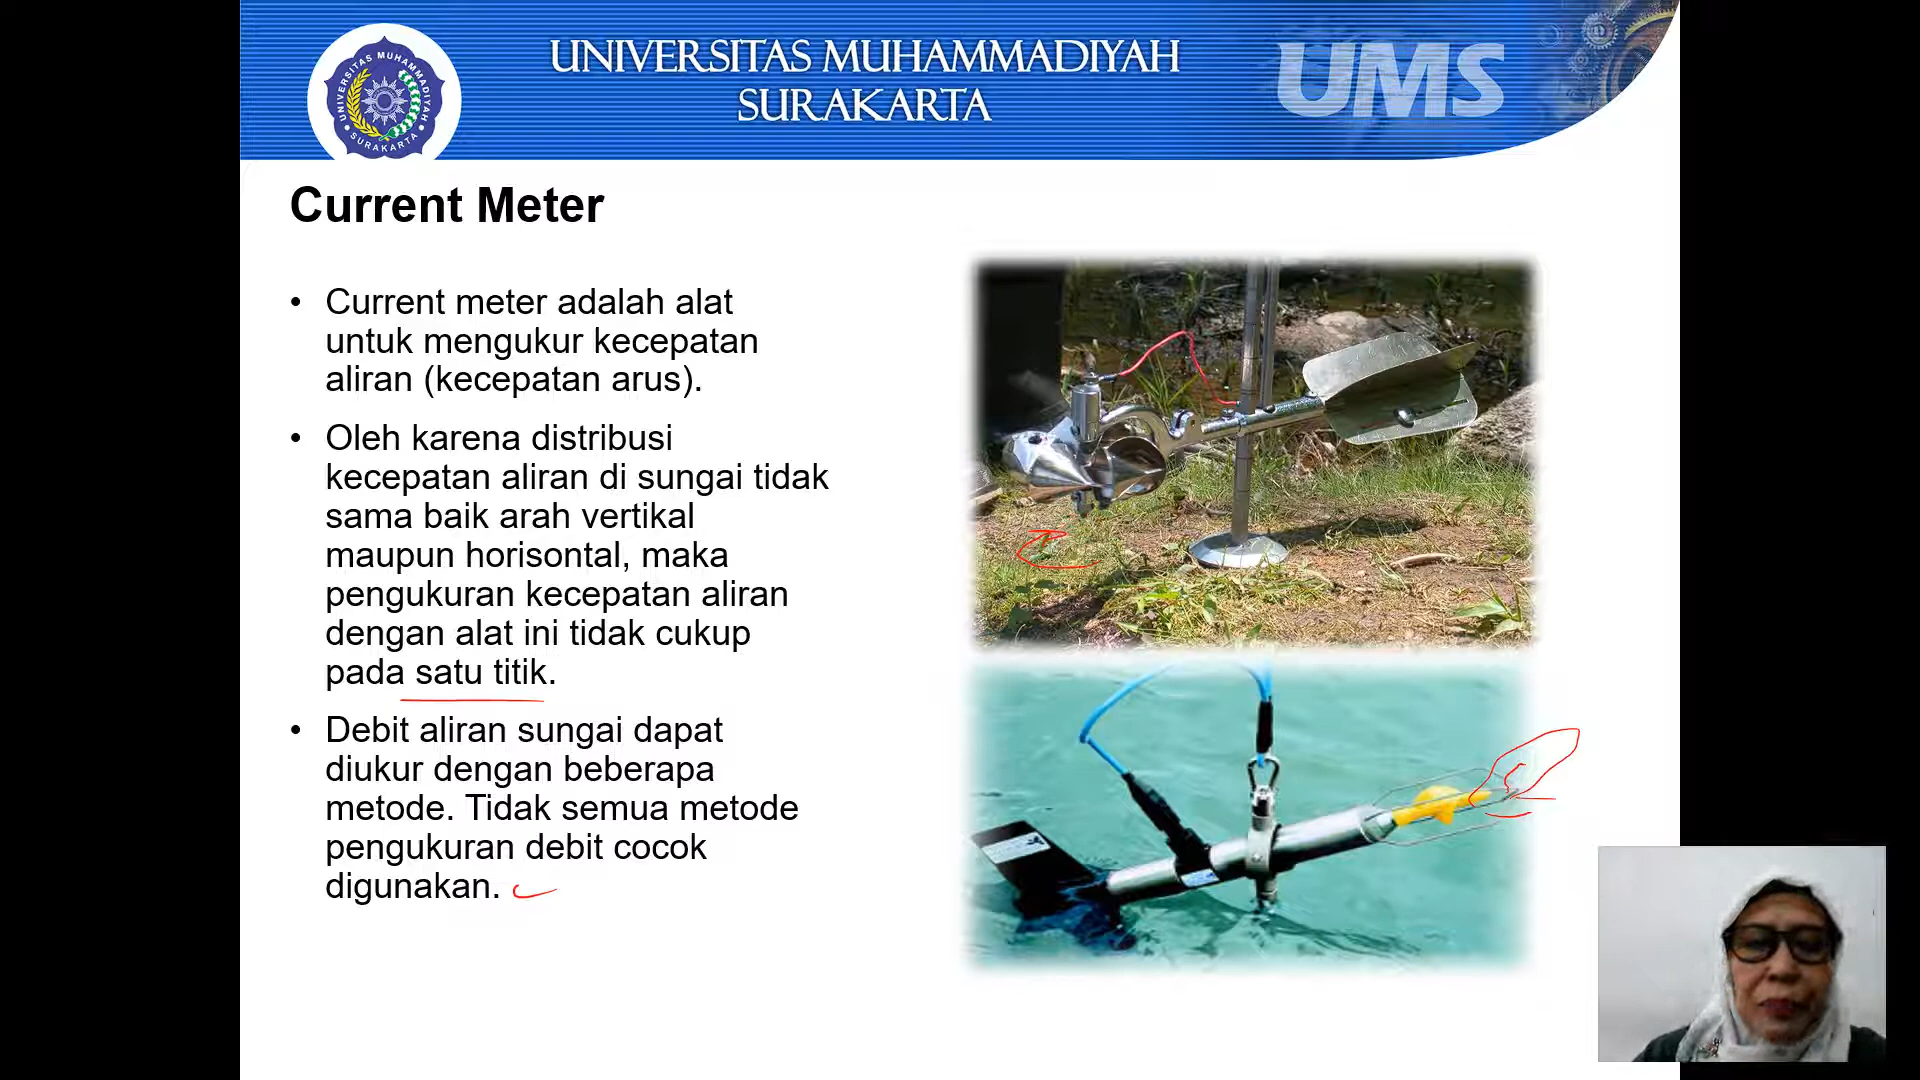 UNIVERSITAS MUHAMMADIYAH
SURAKARTA
UMS
UNIVERSITAS MUHAMMADIYAH
SURAKARTA
Current Meter
• Current meter adalah alat
untuk mengukur kecepatan
aliran (kecepatan arus).
• Oleh karena distribusi
kecepatan aliran di sungai tidak
sama baik arah vertikal
maupun horisontal, maka
pengukuran kecepatan aliran
dengan alat ini tidak cukup
pada satu titik.
• Debit aliran sungai dapat
diukur dengan beberapa
metode. Tidak semua metode
pengukuran debit cocok
digunakan.